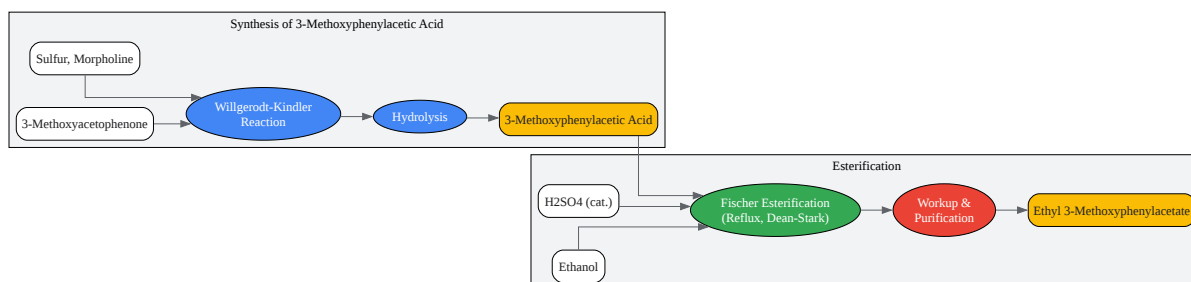 Synthesis of 3-Methoxyphenylacetic Acid
Sulfur, Morpholine
3-Methoxyacetophenone
Willgerodt-Kindler
Reaction
Hydrolysis
3-Methoxyphenylacetic Acid
Esterification
H2SO4 (cat.)
Ethanol
Fischer Esterification
(Reflux, Dean-Stark)
Workup &
Purification
Ethyl 3-Methoxyphenylacetate